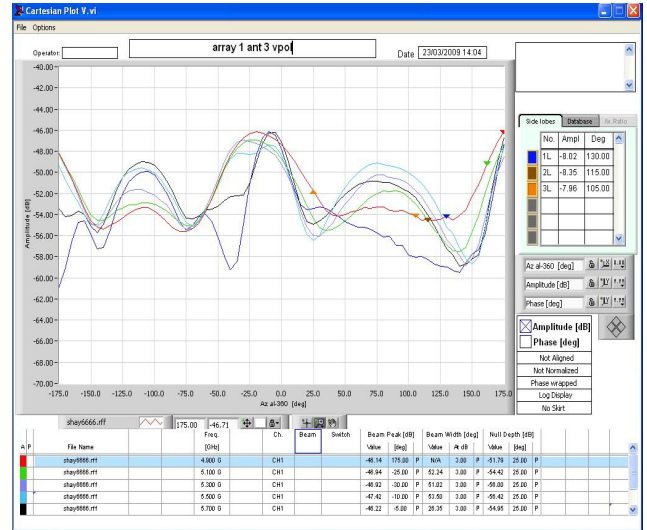 Cartesian Plot V.vi
File Options
Operator:
array 1 ant 3 vpol
Date 23/03/2009 14:04
-40.00
-42.00
-44.00
-46.00
-48.00
-50.00
-52.00
-54.00
-56.00
-58.00
-60.00
-62.00
-64.00
-66.00
-68.00
-70.00
Amplitude [dB]
-175.0 -150.0 -125.0 -100.0 -75.0 -50.0 -25.0 0.0 25.0 50.0 75.0 100.0 125.0 150.0 175.0
Az al-360 [deg]
Side lobes Database Ax.Ratio
No. Ampl Deg
1L -8.02 130.00
2L -8.35 115.00
3L -7.96 105.00
Az al-360 [deg]
Amplitude [dB]
Phase [deg]
Amplitude [dB]
Phase [deg]
Not Aligned
Not Normalized
Phase wrapped
Log Display
No Skirt
shay6666.rff
175.00 -46.71
Freq. Ch. Beam Switch Beam Peak [dB] Beam Width [deg] Null Depth [dB]
A P File Name [GHz] Value [deg] Value At dB Value [deg]
shay6666.rff 4.900 G CH1 -46.14 175.00 P N/A 3.00 P -51.79 25.00 P
shay6666.rff 5.100 G CH1 -46.94 -25.00 P 52.24 3.00 P -54.42 25.00 P
shay6666.rff 5.300 G CH1 -46.92 -30.00 P 51.02 3.00 P -56.00 25.00 P
shay6666.rff 5.500 G CH1 -47.42 -10.00 P 53.50 3.00 P -56.42 25.00 P
shay6666.rff 5.700 G CH1 -46.22 -5.00 P 26.35 3.00 P -54.95 25.00 P